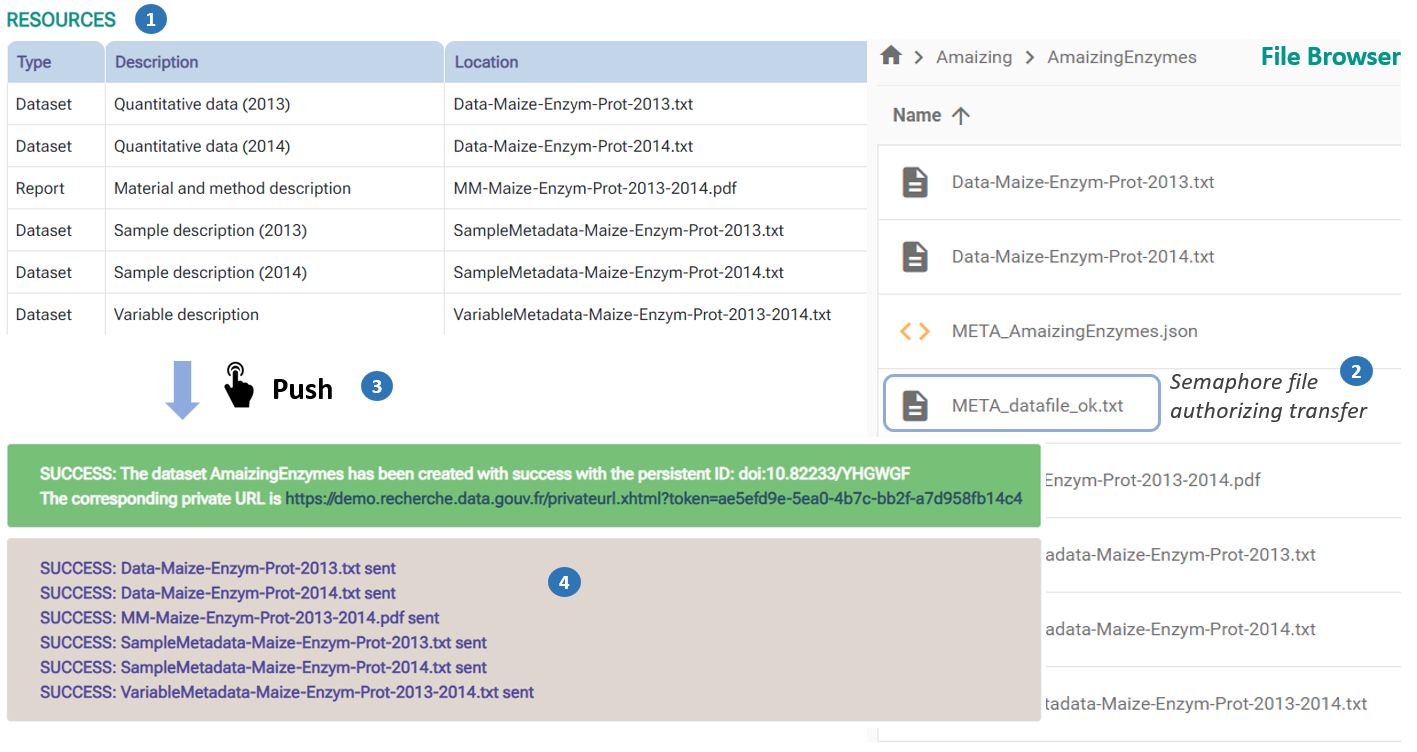 RESOURCES 1
Type Description Location
Dataset Quantitative data (2013) Data-Maize-Enzym-Prot-2013.txt
Dataset Quantitative data (2014) Data-Maize-Enzym-Prot-2014.txt
Report Material and method description MM-Maize-Enzym-Prot-2013-2014.pdf
Dataset Sample description (2013) SampleMetadata-Maize-Enzym-Prot-2013.txt
Dataset Sample description (2014) SampleMetadata-Maize-Enzym-Prot-2014.txt
Dataset Variable description VariableMetadata-Maize-Enzym-Prot-2013-2014.txt
Push 3
SUCCESS: The dataset AmaizingEnzymes has been created with success with the persistent ID: doi:10.82233/YHGWGF
The corresponding private URL is https://demo.recherche.data.gouv.fr/privateurl.xhtml?token=ae5efd9e-5ea0-4b7c-bb2f-a7d958fb14c4
SUCCESS: Data-Maize-Enzym-Prot-2013.txt sent
SUCCESS: Data-Maize-Enzym-Prot-2014.txt sent
SUCCESS: MM-Maize-Enzym-Prot-2013-2014.pdf sent
SUCCESS: SampleMetadata-Maize-Enzym-Prot-2013.txt sent
SUCCESS: SampleMetadata-Maize-Enzym-Prot-2014.txt sent
SUCCESS: VariableMetadata-Maize-Enzym-Prot-2013-2014.txt sent
4
> Amaizing > AmaizingEnzymes File Browser
Name ↑
Data-Maize-Enzym-Prot-2013.txt
Data-Maize-Enzym-Prot-2014.txt
<> META_AmaizingEnzymes.json
META_datafile_ok.txt
2
Semaphore file
authorizing transfer
Enzym-Prot-2013-2014.pdf
adata-Maize-Enzym-Prot-2013.txt
adata-Maize-Enzym-Prot-2014.txt
tadata-Maize-Enzym-Prot-2013-2014.txt